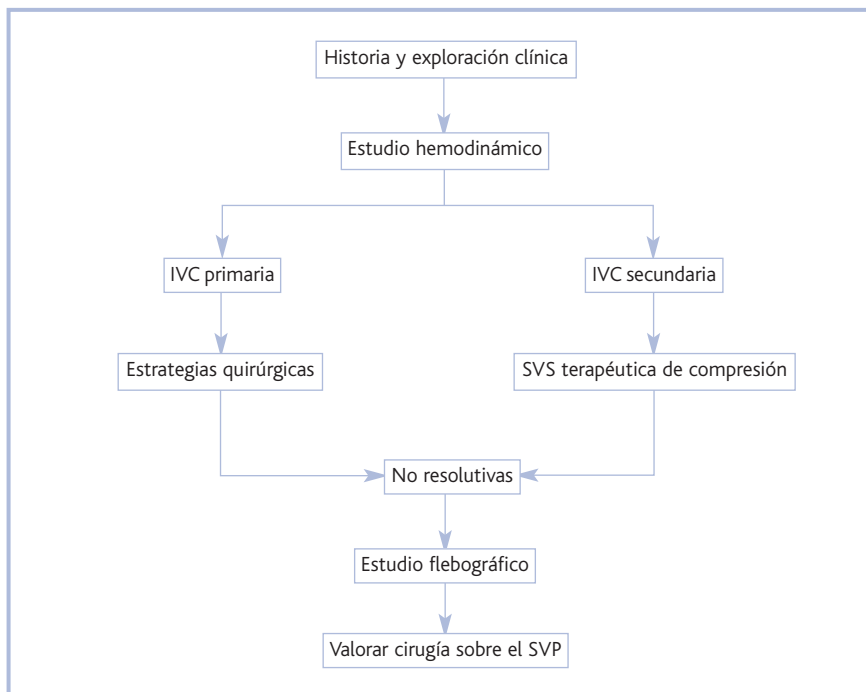 Historia y exploración clínica
Estudio hemodinámico
IVC primaria
IVC secundaria
Estrategias quirúrgicas
SVS terapéutica de compresión
No resolutivas
Estudio flebográfico
Valorar cirugía sobre el SVP